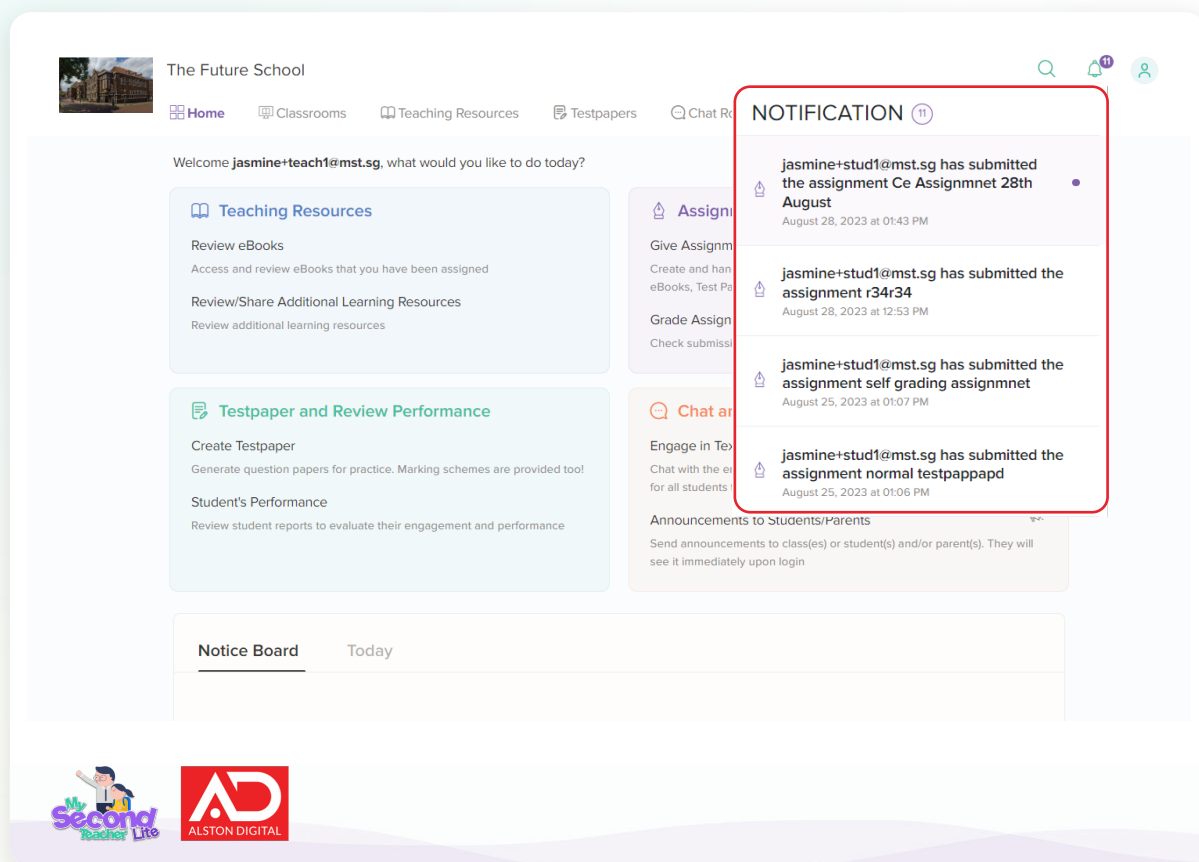 The Future School
11
Home
Classrooms
Teaching Resources
Testpapers
Chat
NOTIFICATION 11
jasmine+stud1@mst.sg has submitted
the assignment Ce Assignmnet 28th
August
August 28, 2023 at 01:43 PM
jasmine+stud1@mst.sg has submitted the
assignment r34r34
August 28, 2023 at 12:53 PM
jasmine+stud1@mst.sg has submitted the
assignment self grading assignmnet
August 25, 2023 at 01:07 PM
jasmine+stud1@mst.sg has submitted the
assignment normal testpappapd
August 25, 2023 at 01:06 PM
Welcome jasmine+teach1@mst.sg, what would you like to do today?
Teaching Resources
Review eBooks
Access and review eBooks that you have been assigned
Review/Share Additional Learning Resources
Review additional learning resources
Give
Create and
eBooks, Test
Grade
Check
Testpaper and Review Performance
Create Testpaper
Generate question papers for practice. Marking schemes are provided too!
Student's Performance
Review student reports to evaluate their engagement and performance
Chat
Engage in
Chat with the
for all students
Announcements to Students/Parents
Send announcements to class(es) or student(s) and/or parent(s). They will
see it immediately upon login
Notice Board
Today
My
Second
Teacher Lite
AD
ALSTON DIGITAL